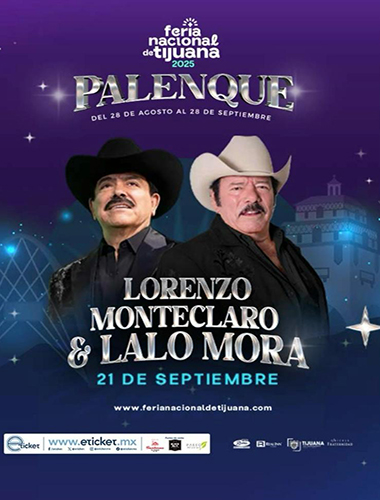 feria
nacional
de tijuana
2025
PALENQUE
DEL 28 DE AGOSTO AL 28 DE SEPTIEMBRE
LORENZO
MONTECLARO
& LALO MORA
21 DE SEPTIEMBRE
www.ferianacionaldetijuana.com
eticket
www.eticket.mx
TIJUANA